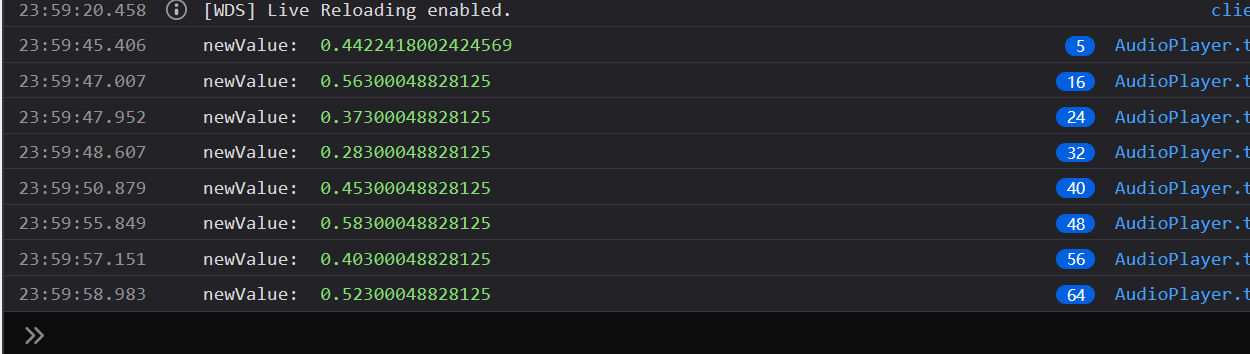 23:59:20.458 [WDS] Live Reloading enabled. clie
23:59:45.406 newValue: 0.4422418002424569 5 AudioPlayer.t
23:59:47.007 newValue: 0.56300048828125 16 AudioPlayer.t
23:59:47.952 newValue: 0.37300048828125 24 AudioPlayer.t
23:59:48.607 newValue: 0.28300048828125 32 AudioPlayer.t
23:59:50.879 newValue: 0.45300048828125 40 AudioPlayer.t
23:59:55.849 newValue: 0.58300048828125 48 AudioPlayer.t
23:59:57.151 newValue: 0.40300048828125 56 AudioPlayer.t
23:59:58.983 newValue: 0.52300048828125 64 AudioPlayer.t